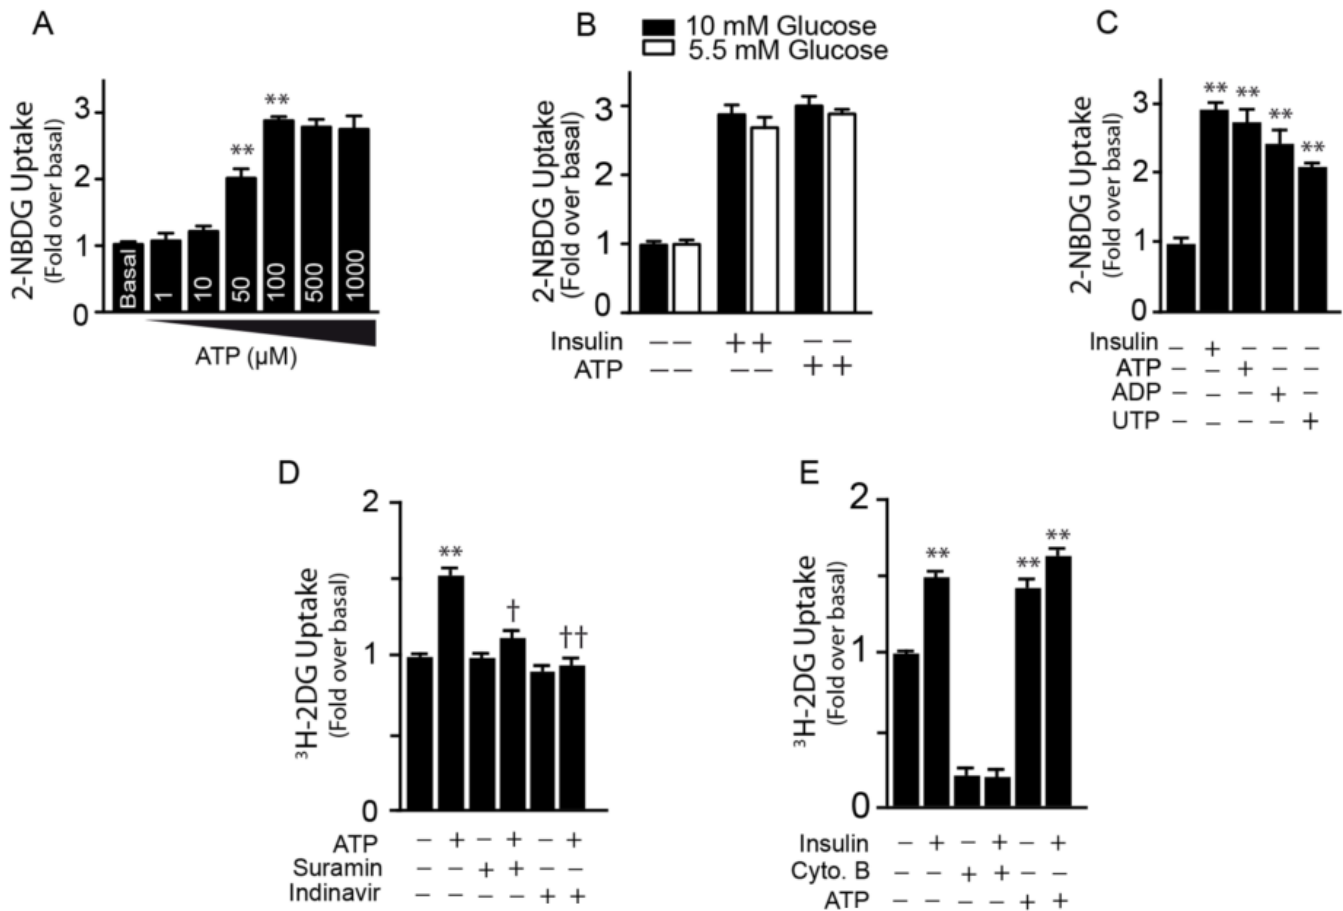 A
2-NBDG Uptake
(Fold over basal)
3
2
1
0
Basal
1
10
50
100
500
1000
**
**
ATP (µM)
B
10 mM Glucose
5.5 mM Glucose
2-NBDG Uptake
(Fold over basal)
3
2
1
0
Insulin – – + + – –
ATP – – – – + +
C
2-NBDG Uptake
(Fold over basal)
3
2
1
0
** ** ** **
Insulin – + – – –
ATP – – + – –
ADP – – – + –
UTP – – – – +
D
³H-2DG Uptake
(Fold over basal)
2
1
0
**
†
††
ATP – + – + – +
Suramin – – + + – –
Indinavir – – – – + +
E
³H-2DG Uptake
(Fold over basal)
2
1
0
** ** **
Insulin – + – + – +
Cyto. B – – + + – –
ATP – – – – + +